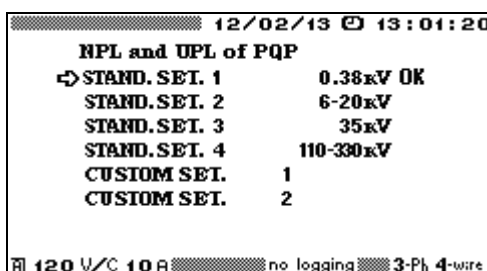 12/02/13 13:01:20
NPL and UPL of PQP
STAND. SET. 1 0.38кV OK
STAND. SET. 2 6-20кV
STAND. SET. 3 35кV
STAND. SET. 4 110-330кV
CUSTOM SET. 1
CUSTOM SET. 2
120 V/C 10 A no logging 3-Ph 4-wire